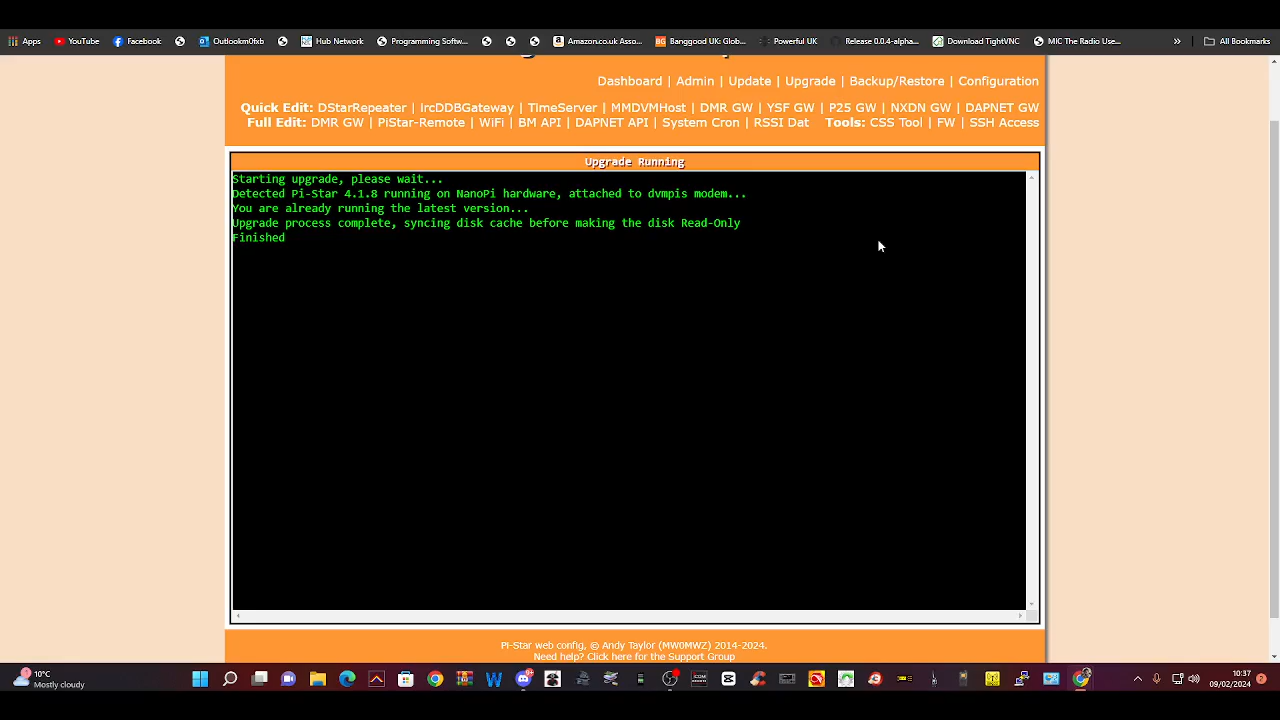 Apps YouTube Facebook Outlookm0fxb Hub Network Programming Softw... Amazon.co.uk Asso... Banggood UK: Glob... Powerful UK Release 0.0.4-alpha... Download TightVNC MIC The Radio Use... » All Bookmarks
Dashboard | Admin | Update | Upgrade | Backup/Restore | Configuration
Quick Edit: DStarRepeater | ircDDBGateway | TimeServer | MMDVMHost | DMR GW | YSF GW | P25 GW | NXDN GW | DAPNET GW
Full Edit: DMR GW | PiStar-Remote | WiFi | BM API | DAPNET API | System Cron | RSSI Dat Tools: CSS Tool | FW | SSH Access
Upgrade Running
Starting upgrade, please wait...
Detected Pi-Star 4.1.8 running on NanoPi hardware, attached to dvmpis modem...
You are already running the latest version...
Upgrade process complete, syncing disk cache before making the disk Read-Only
Finished
Pi-Star web config, © Andy Taylor (MW0MWZ) 2014-2024.
Need help? Click here for the Support Group
10°C
Mostly cloudy
10:37
09/02/2024